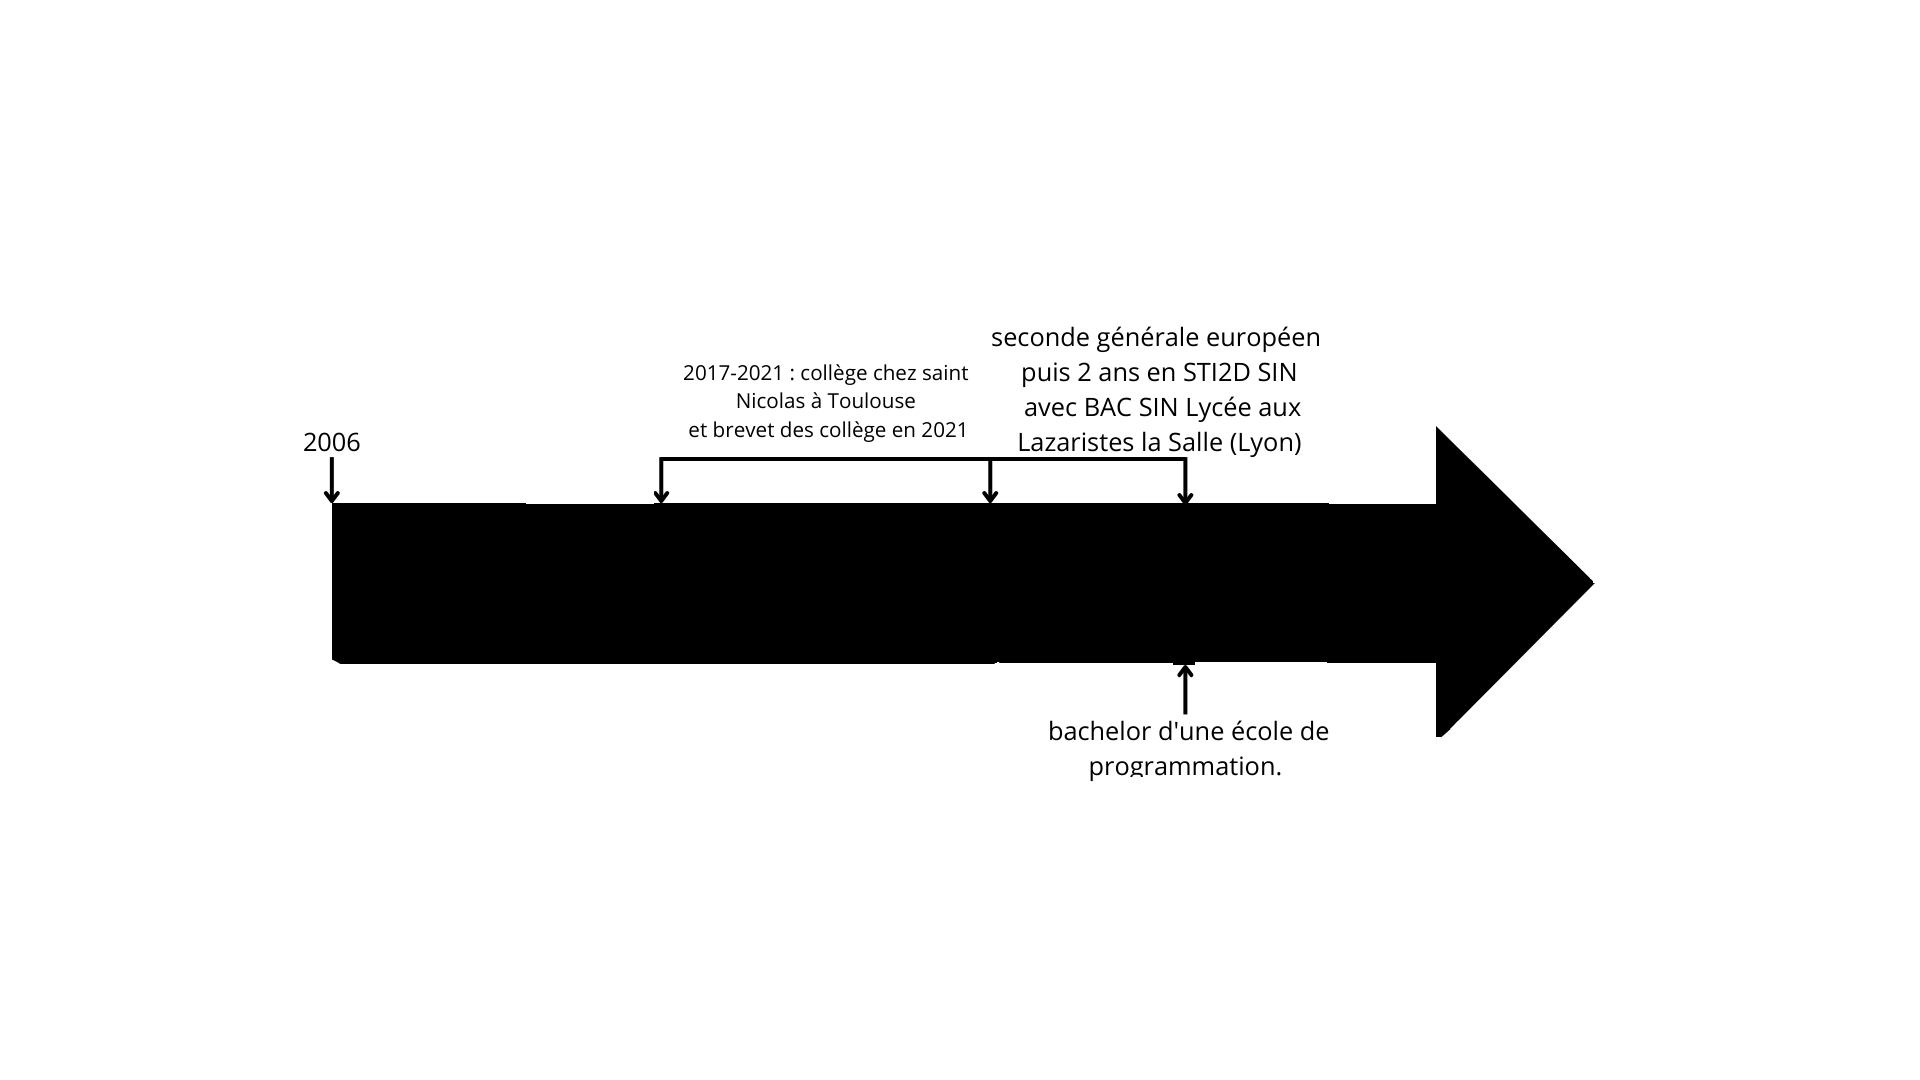 2006
2017-2021 : collège chez saint
Nicolas à Toulouse
et brevet des collège en 2021
seconde générale européen
puis 2 ans en STI2D SIN
avec BAC SIN Lycée aux
Lazaristes la Salle (Lyon)
bachelor d'une école de
programmation.